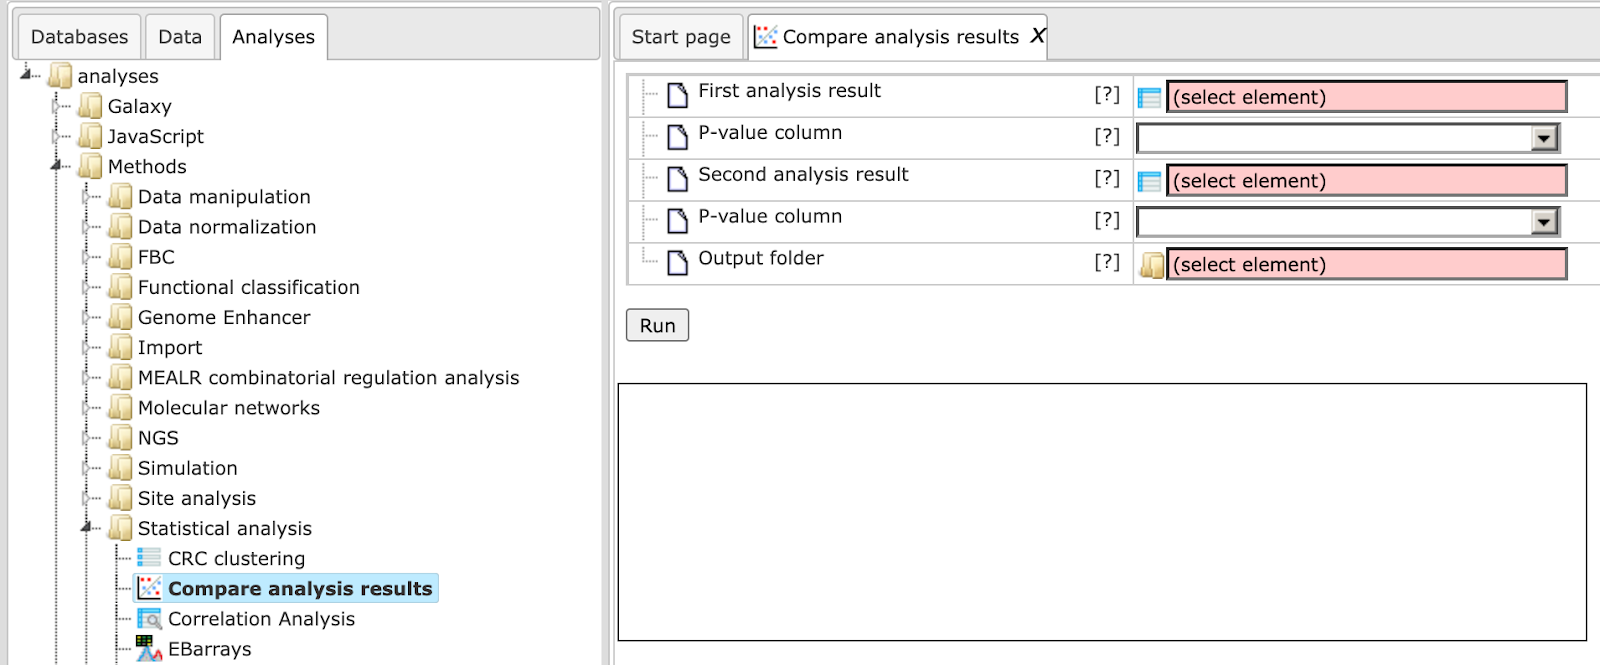 Databases
Data
Analyses
analyses
Galaxy
JavaScript
Methods
Data manipulation
Data normalization
FBC
Functional classification
Genome Enhancer
Import
MEALR combinatorial regulation analysis
Molecular networks
NGS
Simulation
Site analysis
Statistical analysis
CRC clustering
Compare analysis results
Correlation Analysis
EBarrays
Start page
Compare analysis results X
First analysis result [?] (select element)
P-value column [?]
Second analysis result [?] (select element)
P-value column [?]
Output folder [?] (select element)
Run